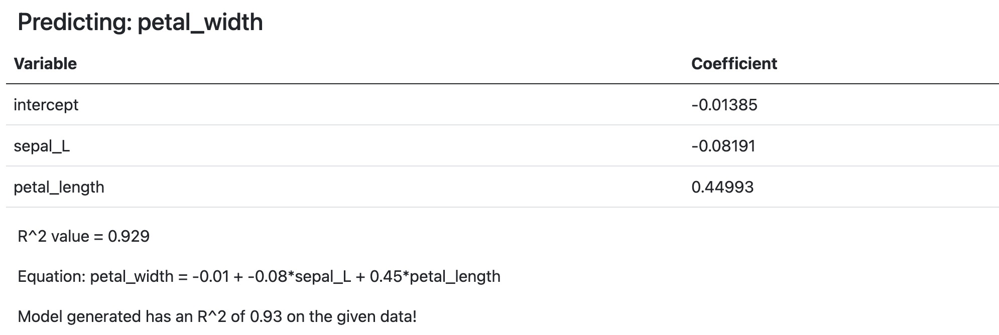 Predicting: petal_width
Variable Coefficient
intercept -0.01385
sepal_L -0.08191
petal_length 0.44993
R^2 value = 0.929
Equation: petal_width = -0.01 + -0.08*sepal_L + 0.45*petal_length
Model generated has an R^2 of 0.93 on the given data!